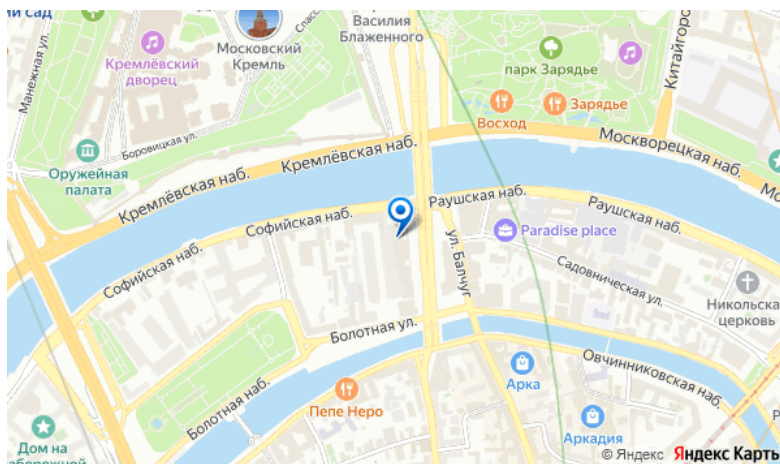 ий сад
Манежная ул.
Кремлёвский
дворец
Московский
Кремль
Василия
Блаженного
парк Зарядье
Зарядье
Восход
Боровицкая ул.
Оружейная
палата
Кремлёвская наб.
Кремлёвская наб.
Москворецкая наб.
Софийская наб.
Софийская наб.
Раушская наб.
Раушская наб.
Paradise place
ул. Балчуг
Садовническая ул.
Никольская
церковь
Болотная ул.
Болотная наб.
Овчинниковская наб.
Пепе Неро
Арка
Аркадия
Дом на
© Яндекс Яндекс Карты